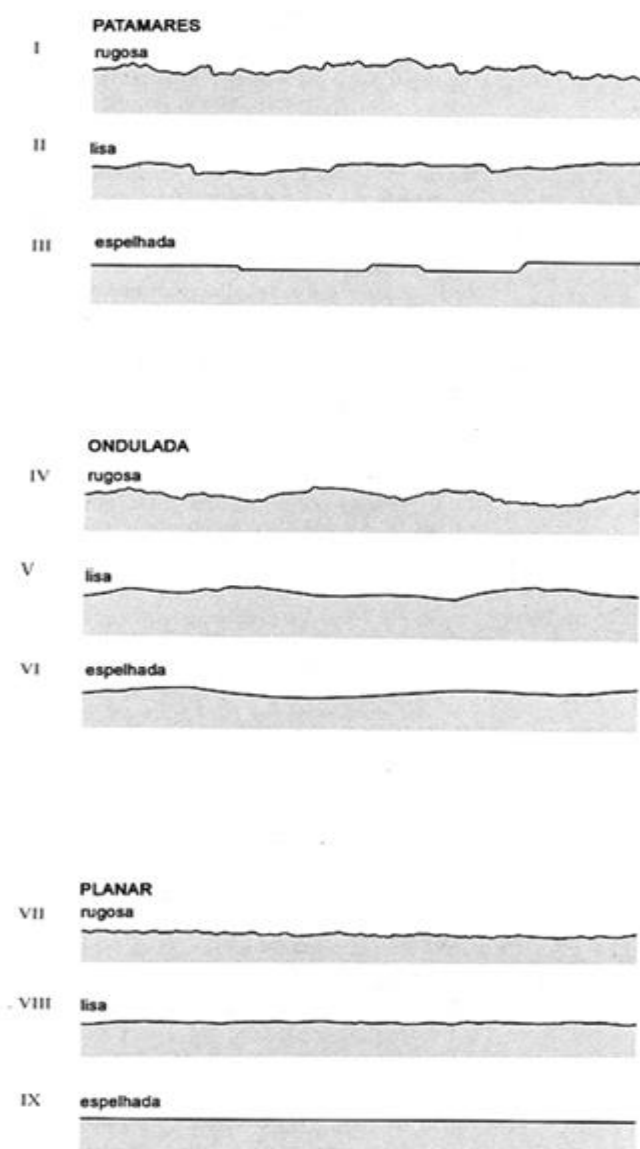 PATAMARES
I rugosa
II lisa
III espelhada
ONDULADA
IV rugosa
V lisa
VI espelhada
PLANAR
VII rugosa
VIII lisa
IX espelhada